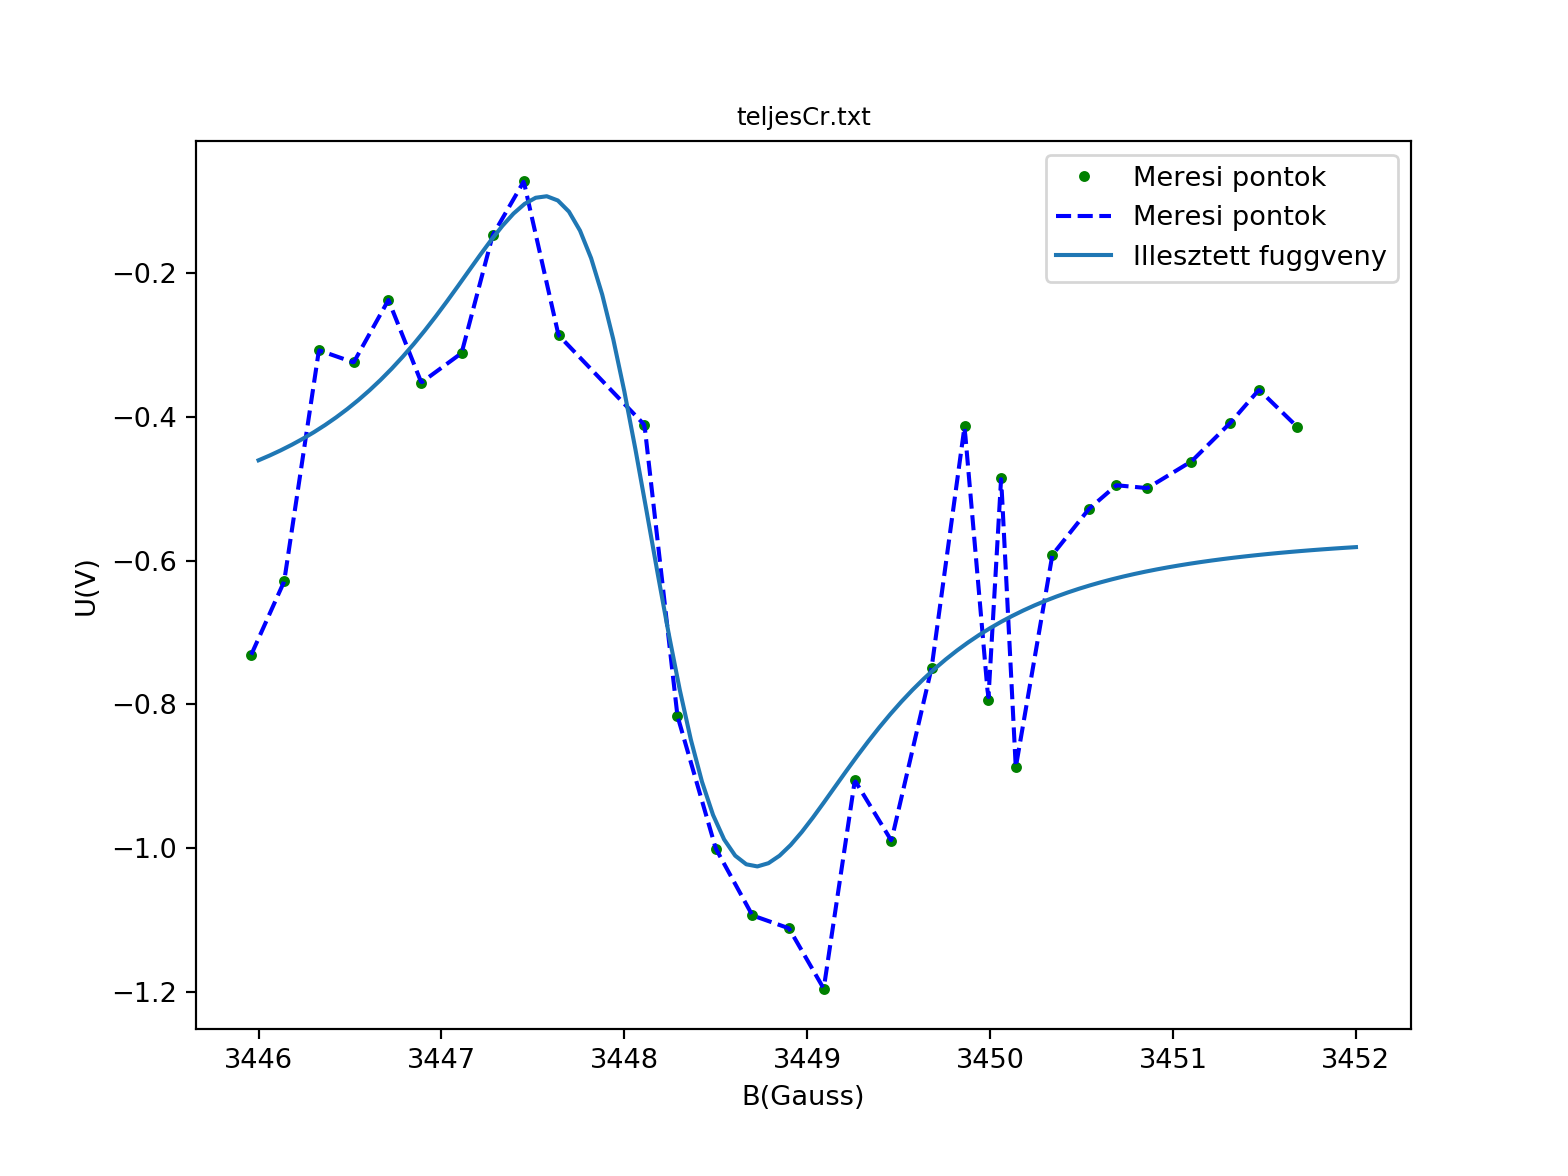 teljesCr.txt
Meresi pontok
Meresi pontok
Illesztett fuggveny
U(V)
−0.2
−0.4
−0.6
−0.8
−1.0
−1.2
3446 3447 3448 3449 3450 3451 3452
B(Gauss)